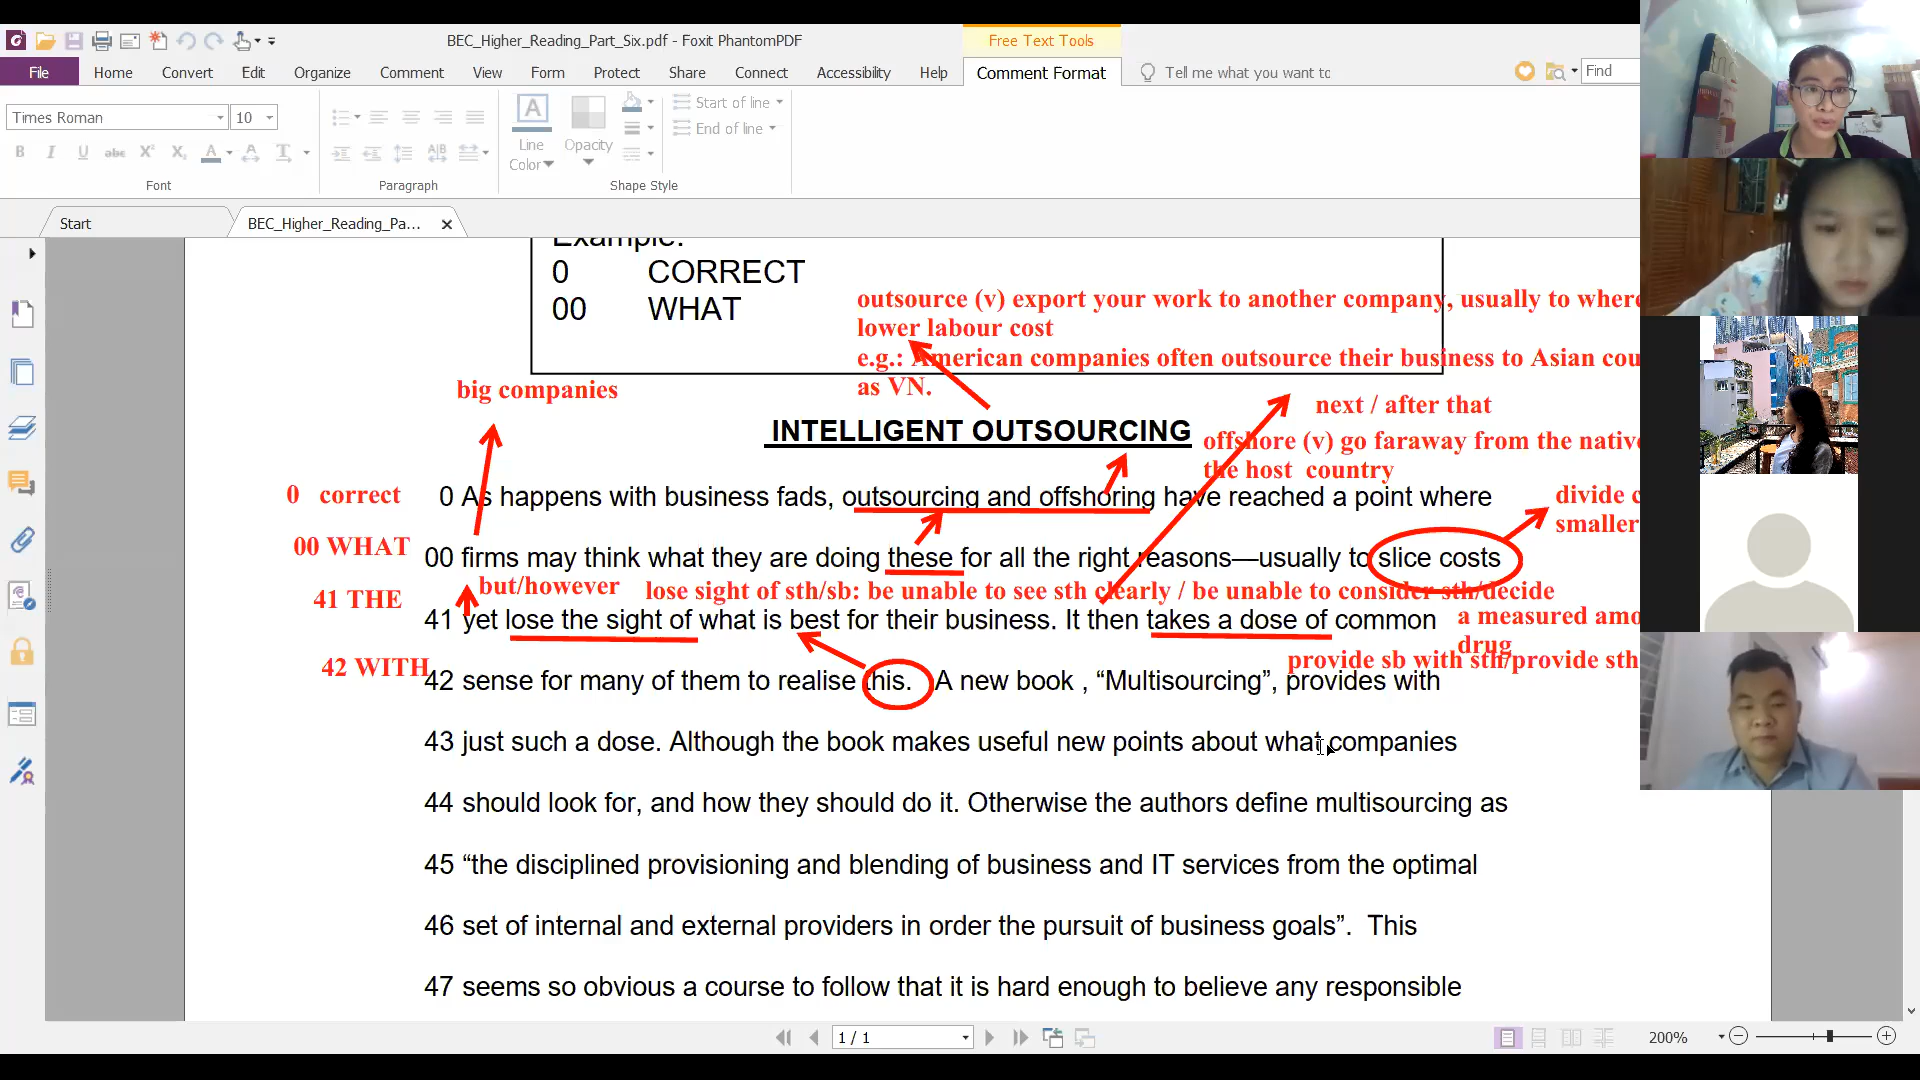 BEC_Higher_Reading_Part_Six.pdf - Foxit PhantomPDF
Free Text Tools
File Home Convert Edit Organize Comment View Form Protect Share Connect Accessibility Help Comment Format Tell me what you want to Find
Times Roman 10
Start of line
End of line
Line Color
Opacity
Font Paragraph Shape Style
Start
BEC_Higher_Reading_Pa...
Example:
0 CORRECT
00 WHAT
outsource (v) export your work to another company, usually to where
lower labour cost
e.g.: American companies often outsource their business to Asian cou
as VN.
big companies
next / after that
INTELLIGENT OUTSOURCING
offshore (v) go faraway from the native
the host country
0 correct
0 As happens with business fads, outsourcing and offshoring have reached a point where
divide c
smaller
00 WHAT
00 firms may think what they are doing these for all the right reasons—usually to slice costs
but/however
lose sight of sth/sb: be unable to see sth clearly / be unable to consider sth/decide
41 THE
41 yet lose the sight of what is best for their business. It then takes a dose of common
a measured amo
drug
provide sb with sth/provide sth
42 WITH
42 sense for many of them to realise this. A new book , “Multisourcing”, provides with
43 just such a dose. Although the book makes useful new points about what companies
44 should look for, and how they should do it. Otherwise the authors define multisourcing as
45 “the disciplined provisioning and blending of business and IT services from the optimal
46 set of internal and external providers in order the pursuit of business goals”. This
47 seems so obvious a course to follow that it is hard enough to believe any responsible
1 / 1
200%